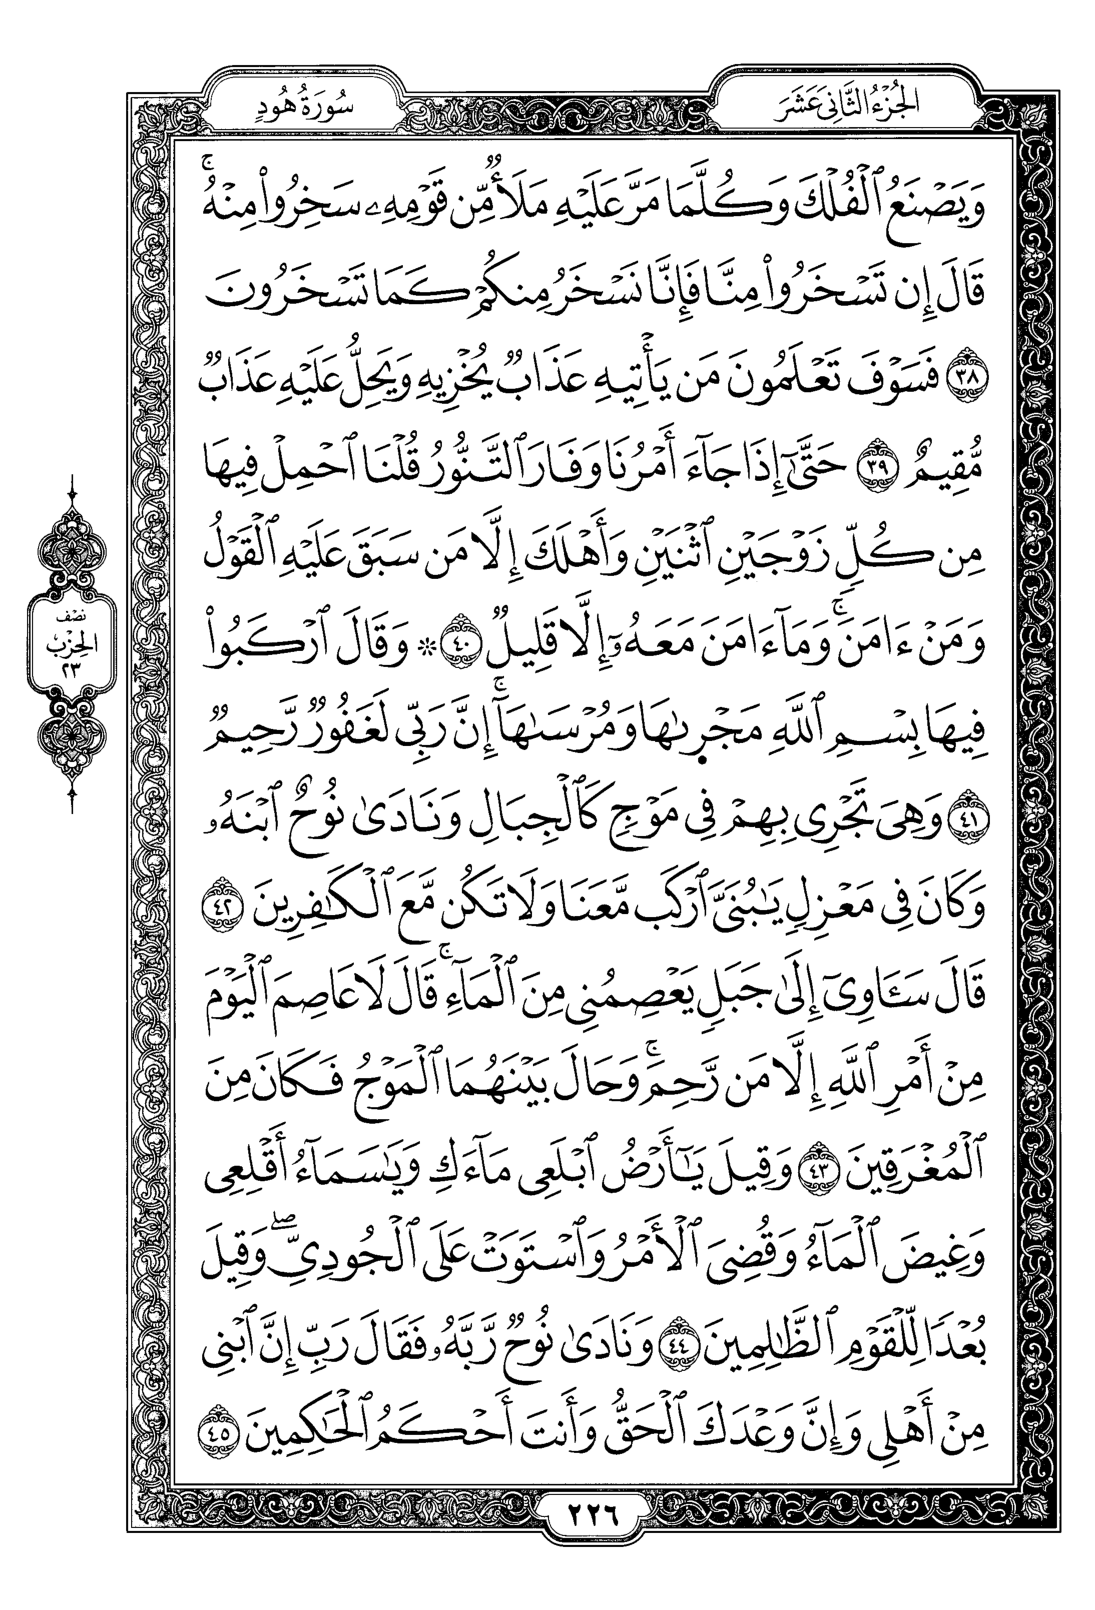 الجُزْءُ الثَّانِيَ عَشَرَ
سُورَةُ هُودٍ
وَيَصْنَعُ ٱلْفُلْكَ وَكُلَّمَا مَرَّ عَلَيْهِ مَلَأٌ مِّن قَوْمِهِۦ سَخِرُوا۟ مِنْهُ ۚ
قَالَ إِن تَسْخَرُوا۟ مِنَّا فَإِنَّا نَسْخَرُ مِنكُمْ كَمَا تَسْخَرُونَ
٣٨ فَسَوْفَ تَعْلَمُونَ مَن يَأْتِيهِ عَذَابٌ يُخْزِيهِ وَيَحِلُّ عَلَيْهِ عَذَابٌ
مُّقِيمٌ ٣٩ حَتَّىٰٓ إِذَا جَآءَ أَمْرُنَا وَفَارَ ٱلتَّنُّورُ قُلْنَا ٱحْمِلْ فِيهَا
مِن كُلٍّ زَوْجَيْنِ ٱثْنَيْنِ وَأَهْلَكَ إِلَّا مَن سَبَقَ عَلَيْهِ ٱلْقَوْلُ
وَمَنْ ءَامَنَ ۚ وَمَآ ءَامَنَ مَعَهُۥٓ إِلَّا قَلِيلٌ ٤٠ ۞ وَقَالَ ٱرْكَبُوا۟
فِيهَا بِسْمِ ٱللَّهِ مَجْر۪ىٰهَا وَمُرْسَىٰهَآ ۚ إِنَّ رَبِّى لَغَفُورٌ رَّحِيمٌ
٤١ وَهِىَ تَجْرِى بِهِمْ فِى مَوْجٍ كَٱلْجِبَالِ وَنَادَىٰ نُوحٌ ٱبْنَهُۥ
وَكَانَ فِى مَعْزِلٍ يَـٰبُنَىَّ ٱرْكَب مَّعَنَا وَلَا تَكُن مَّعَ ٱلْكَـٰفِرِينَ ٤٢
قَالَ سَـَٔاوِىٓ إِلَىٰ جَبَلٍ يَعْصِمُنِى مِنَ ٱلْمَآءِ ۚ قَالَ لَا عَاصِمَ ٱلْيَوْمَ
مِنْ أَمْرِ ٱللَّهِ إِلَّا مَن رَّحِمَ ۚ وَحَالَ بَيْنَهُمَا ٱلْمَوْجُ فَكَانَ مِنَ
ٱلْمُغْرَقِينَ ٤٣ وَقِيلَ يَـٰٓأَرْضُ ٱبْلَعِى مَآءَكِ وَيَـٰسَمَآءُ أَقْلِعِى
وَغِيضَ ٱلْمَآءُ وَقُضِىَ ٱلْأَمْرُ وَٱسْتَوَتْ عَلَى ٱلْجُودِىِّ ۖ وَقِيلَ
بُعْدًا لِّلْقَوْمِ ٱلظَّـٰلِمِينَ ٤٤ وَنَادَىٰ نُوحٌ رَّبَّهُۥ فَقَالَ رَبِّ إِنَّ ٱبْنِى
مِنْ أَهْلِى وَإِنَّ وَعْدَكَ ٱلْحَقُّ وَأَنتَ أَحْكَمُ ٱلْحَـٰكِمِينَ ٤٥
نصْف
الحِزْب
٢٣
٢٢٦